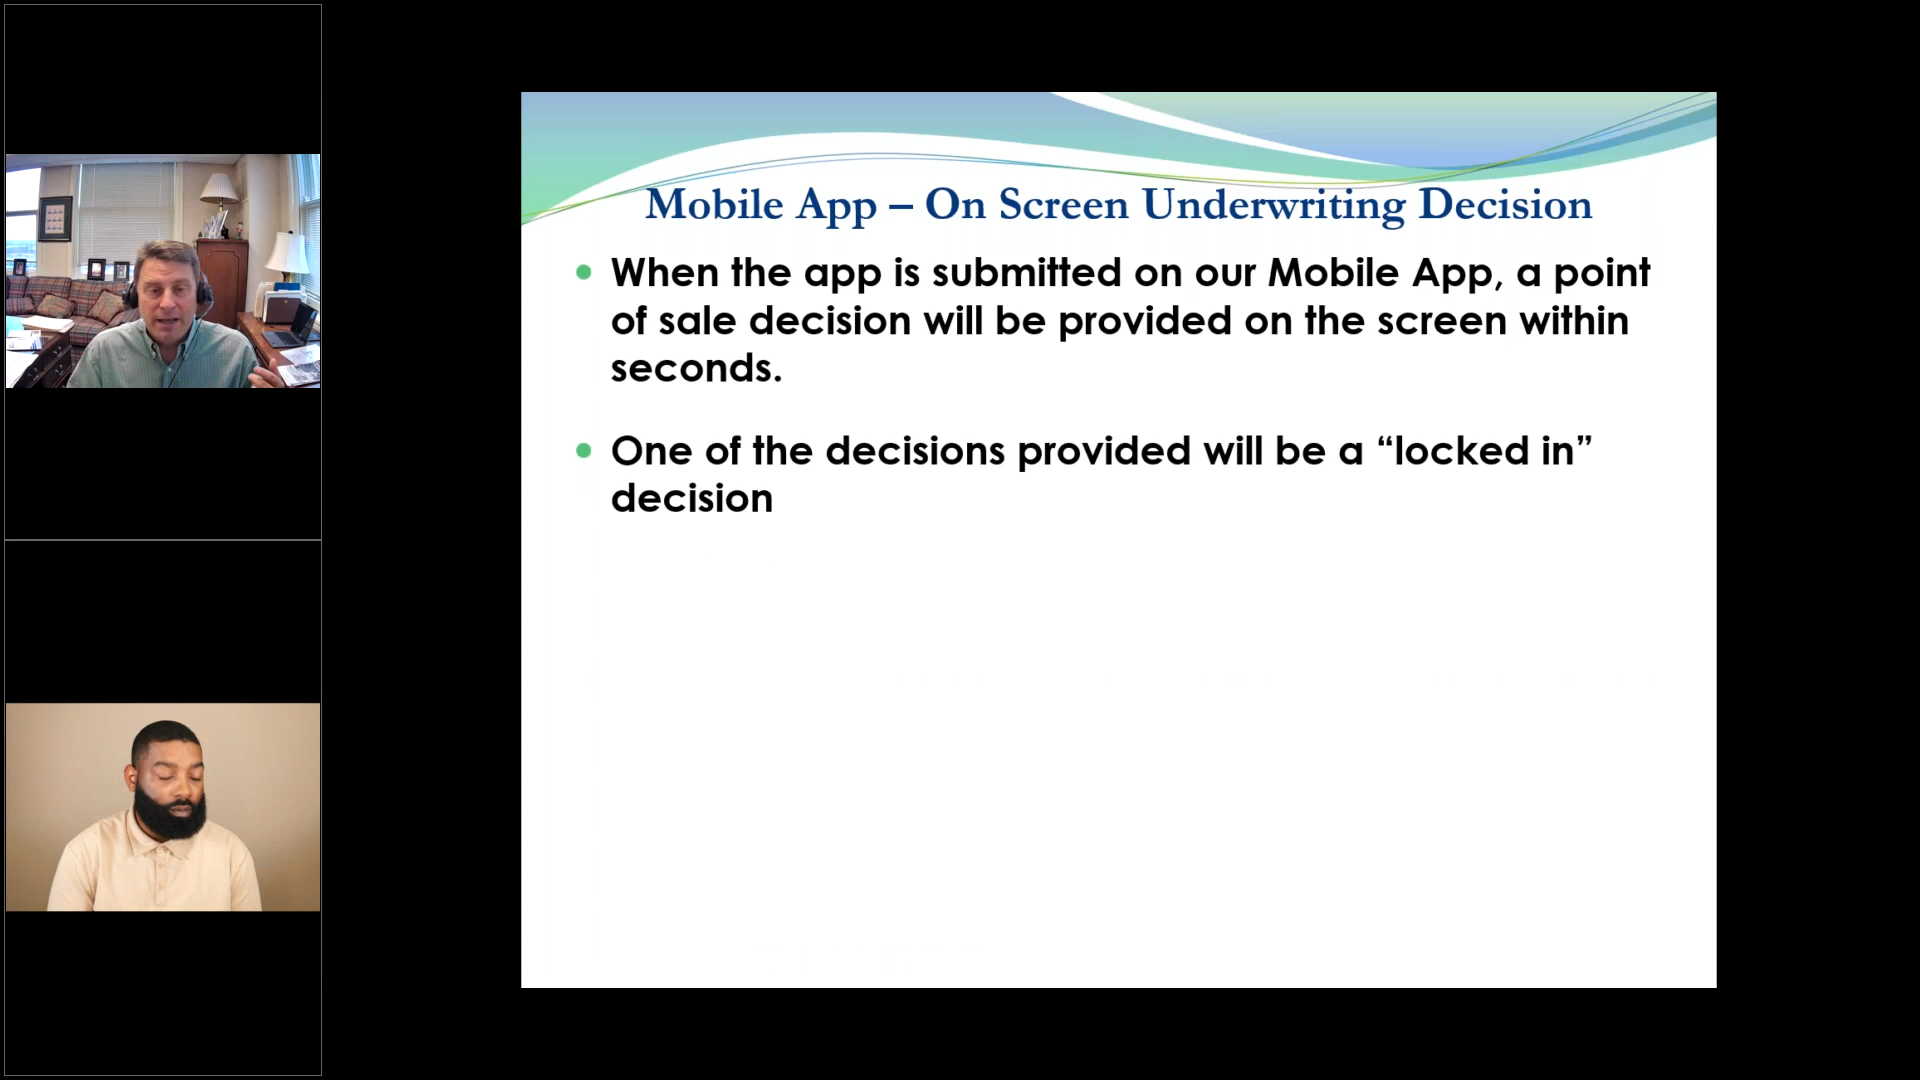 Mobile App – On Screen Underwriting Decision
When the app is submitted on our Mobile App, a point
of sale decision will be provided on the screen within
seconds.
One of the decisions provided will be a “locked in”
decision